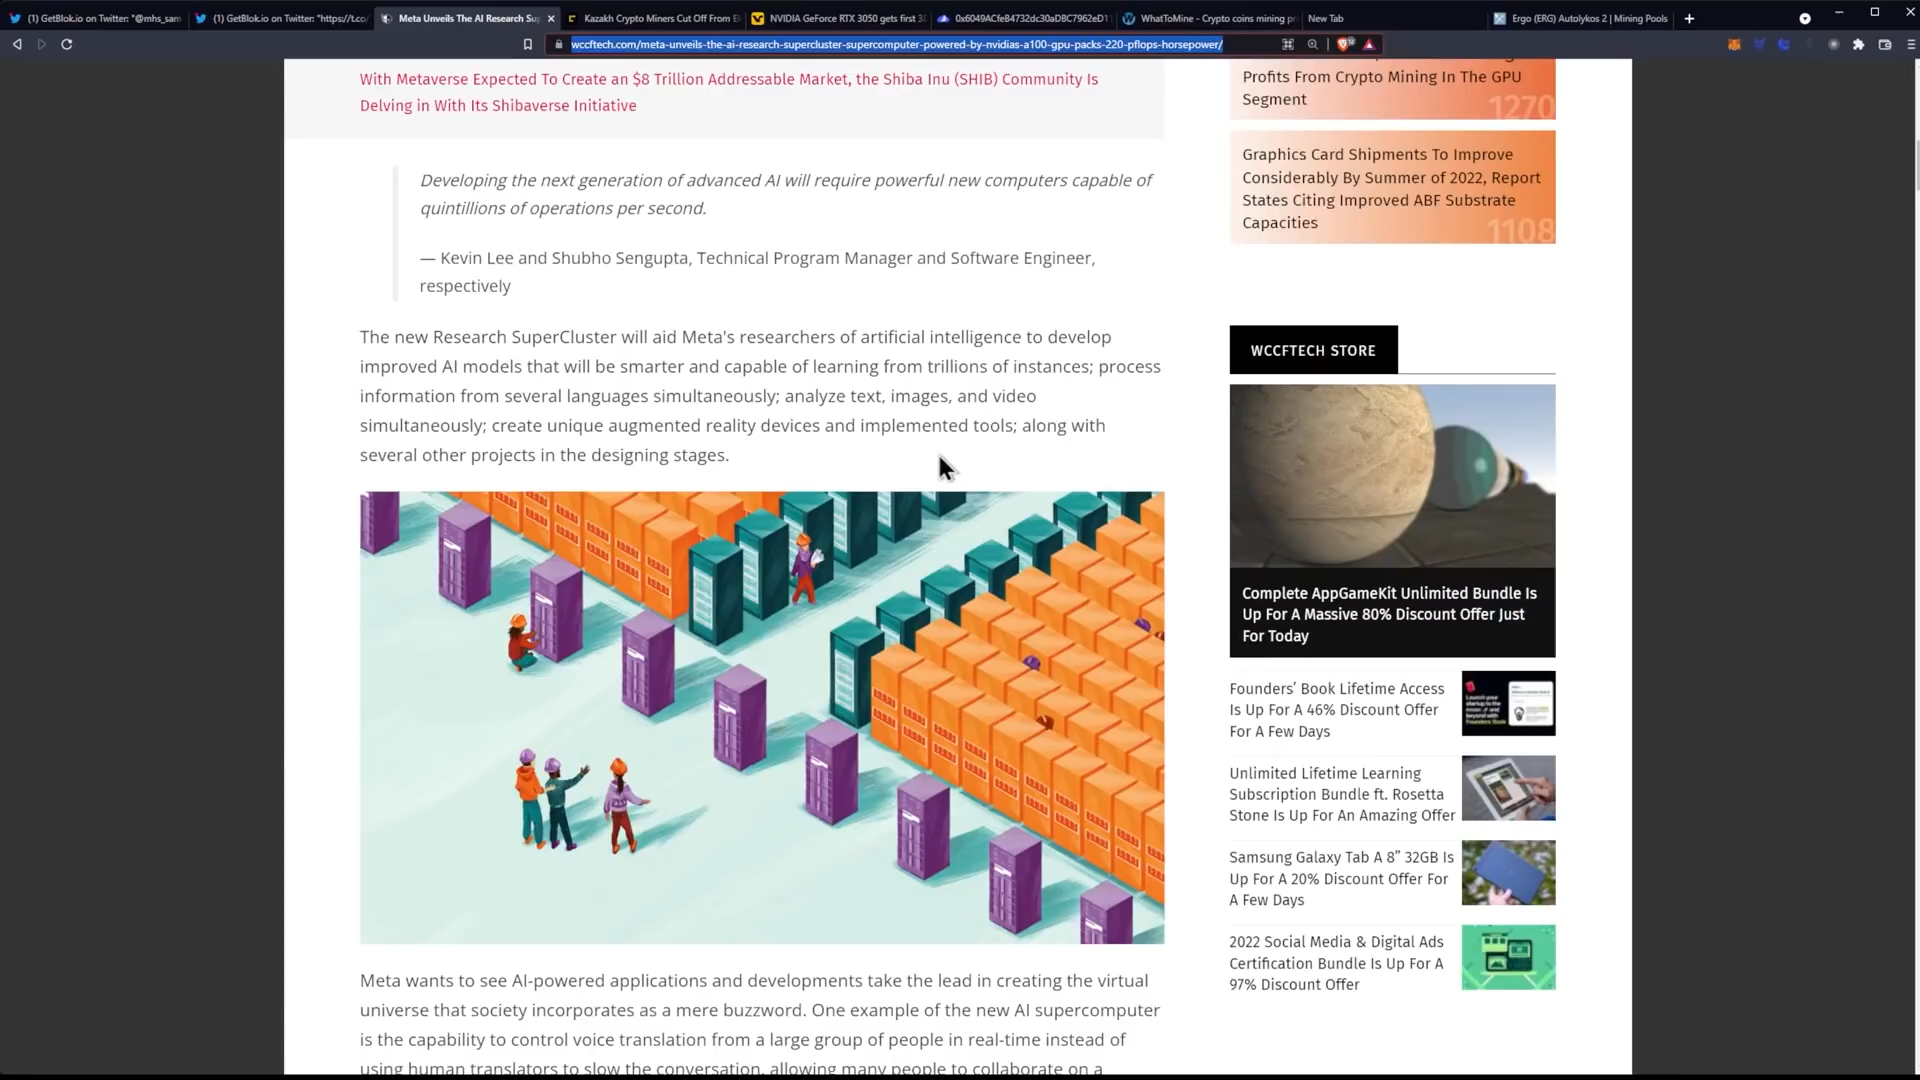 (1) GetBlok.io on Twitter: "@mhs_sam
(1) GetBlok.io on Twitter: "https://t.co/
Meta Unveils The AI Research Su
Kazakh Crypto Miners Cut Off From E
NVIDIA GeForce RTX 3050 gets first 3
0x6049ACfeB4732dc30aDBC7962eD1
WhatToMine - Crypto coins mining pr
New Tab
Ergo (ERG) Autolykos 2 | Mining Pools
wccftech.com/meta-unveils-the-ai-research-supercluster-supercomputer-powered-by-nvidias-a100-gpu-packs-220-pflops-horsepower/
With Metaverse Expected To Create an $8 Trillion Addressable Market, the Shiba Inu (SHIB) Community Is
Delving in With Its Shibaverse Initiative
Developing the next generation of advanced AI will require powerful new computers capable of
quintillions of operations per second.
— Kevin Lee and Shubho Sengupta, Technical Program Manager and Software Engineer,
respectively
The new Research SuperCluster will aid Meta's researchers of artificial intelligence to develop
improved AI models that will be smarter and capable of learning from trillions of instances; process
information from several languages simultaneously; analyze text, images, and video
simultaneously; create unique augmented reality devices and implemented tools; along with
several other projects in the designing stages.
Meta wants to see AI-powered applications and developments take the lead in creating the virtual
universe that society incorporates as a mere buzzword. One example of the new AI supercomputer
is the capability to control voice translation from a large group of people in real-time instead of
using human translators to slow the conversation, allowing many people to collaborate on a
Profits From Crypto Mining In The GPU
Segment
1270
Graphics Card Shipments To Improve
Considerably By Summer of 2022, Report
States Citing Improved ABF Substrate
Capacities
1108
WCCFTECH STORE
Complete AppGameKit Unlimited Bundle Is
Up For A Massive 80% Discount Offer Just
For Today
Founders’ Book Lifetime Access
Is Up For A 46% Discount Offer
For A Few Days
Unlimited Lifetime Learning
Subscription Bundle ft. Rosetta
Stone Is Up For An Amazing Offer
Samsung Galaxy Tab A 8” 32GB Is
Up For A 20% Discount Offer For
A Few Days
2022 Social Media & Digital Ads
Certification Bundle Is Up For A
97% Discount Offer